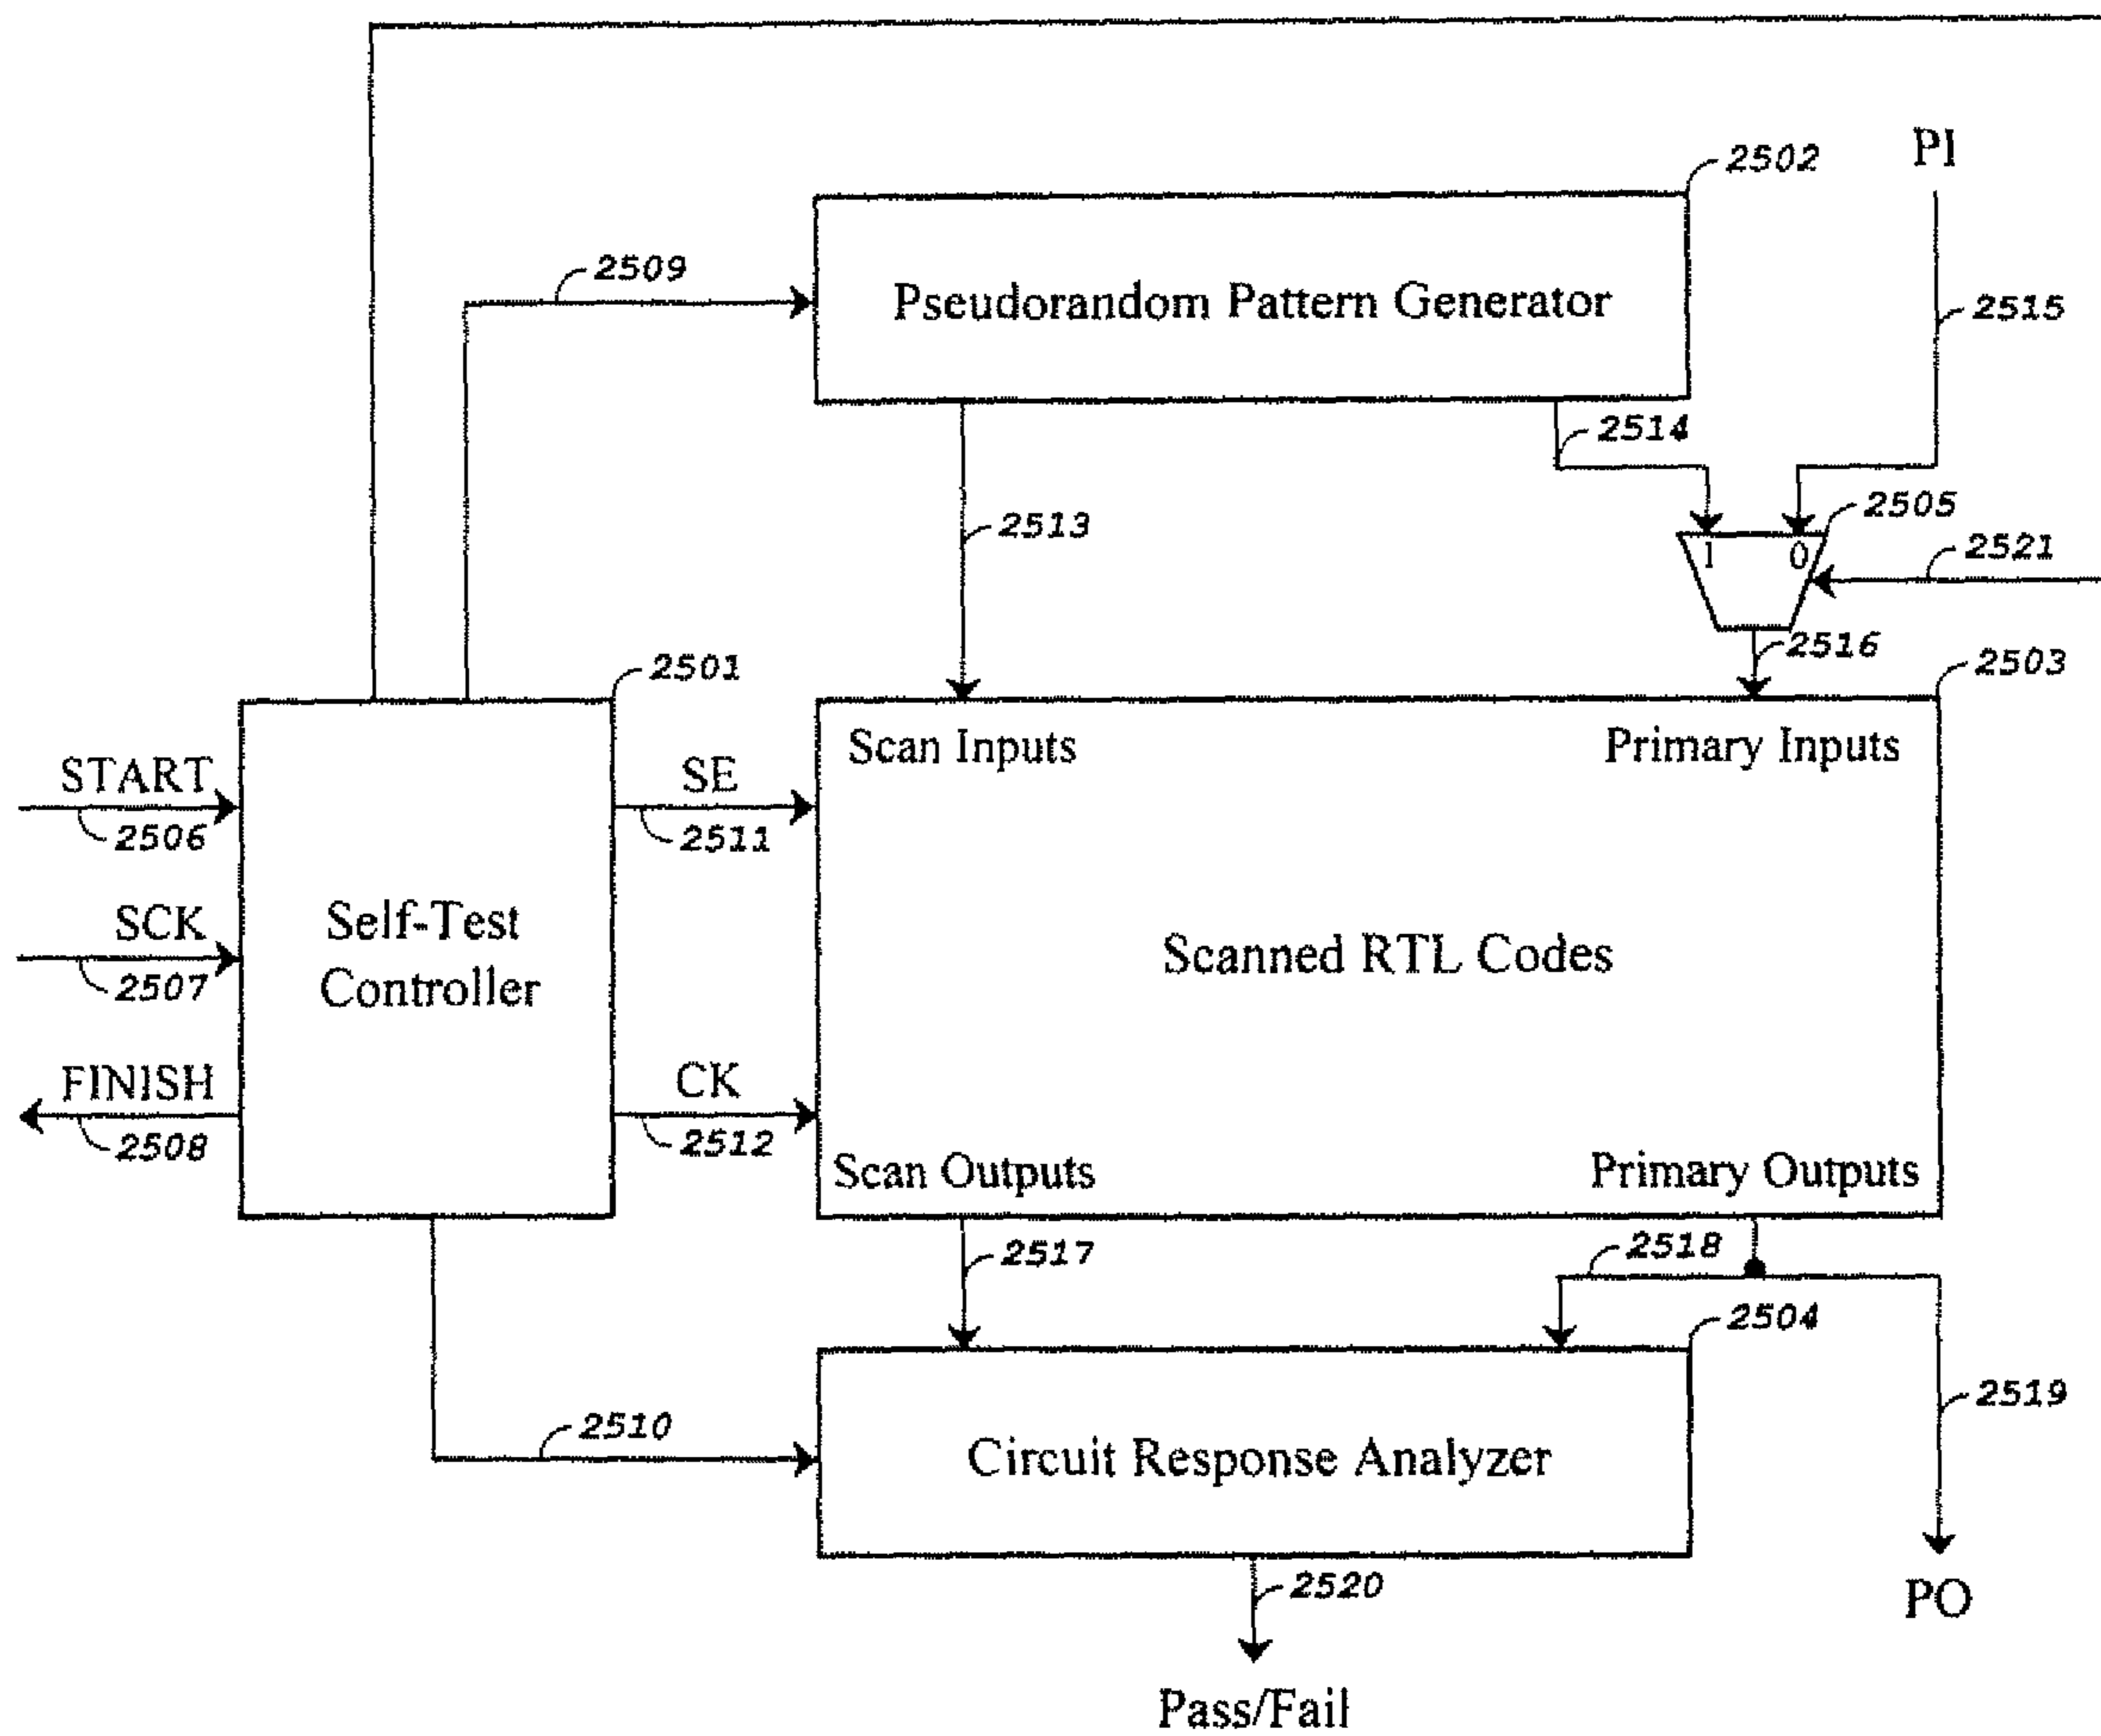 2502
PI
2509
Pseudorandom Pattern Generator
2515
2514
2505
2513
1 0
2521
2516
2501
2503
Scan Inputs
Primary Inputs
START
SE
2506
2511
SCK
Self-Test
Controller
Scanned RTL Codes
2507
FINISH
CK
2508
2512
Scan Outputs
Primary Outputs
2517
2518
2504
2519
2510
Circuit Response Analyzer
2520
PO
Pass/Fail